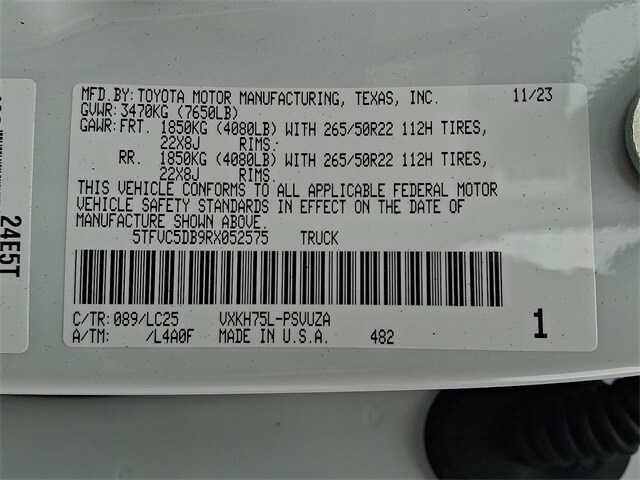 MFD.BY:TOYOTA MOTOR MANUFACTURING, TEXAS, INC. 11/23
GVWR:3470KG (7650LB)
GAWR:FRT. 1850KG (4080LB) WITH 265/50R22 112H TIRES,
22X8J RIMS.
RR. 1850KG (4080LB) WITH 265/50R22 112H TIRES,
22X8J RIMS.
THIS VEHICLE CONFORMS TO ALL APPLICABLE FEDERAL MOTOR
VEHICLE SAFETY STANDARDS IN EFFECT ON THE DATE OF
MANUFACTURE SHOWN ABOVE.
5TFVC5DB9RX052575 TRUCK
C/TR:089/LC25 VXKH75L-PSVUZA 1
A/TM: /L4A0F MADE IN U.S.A. 482
24E5T